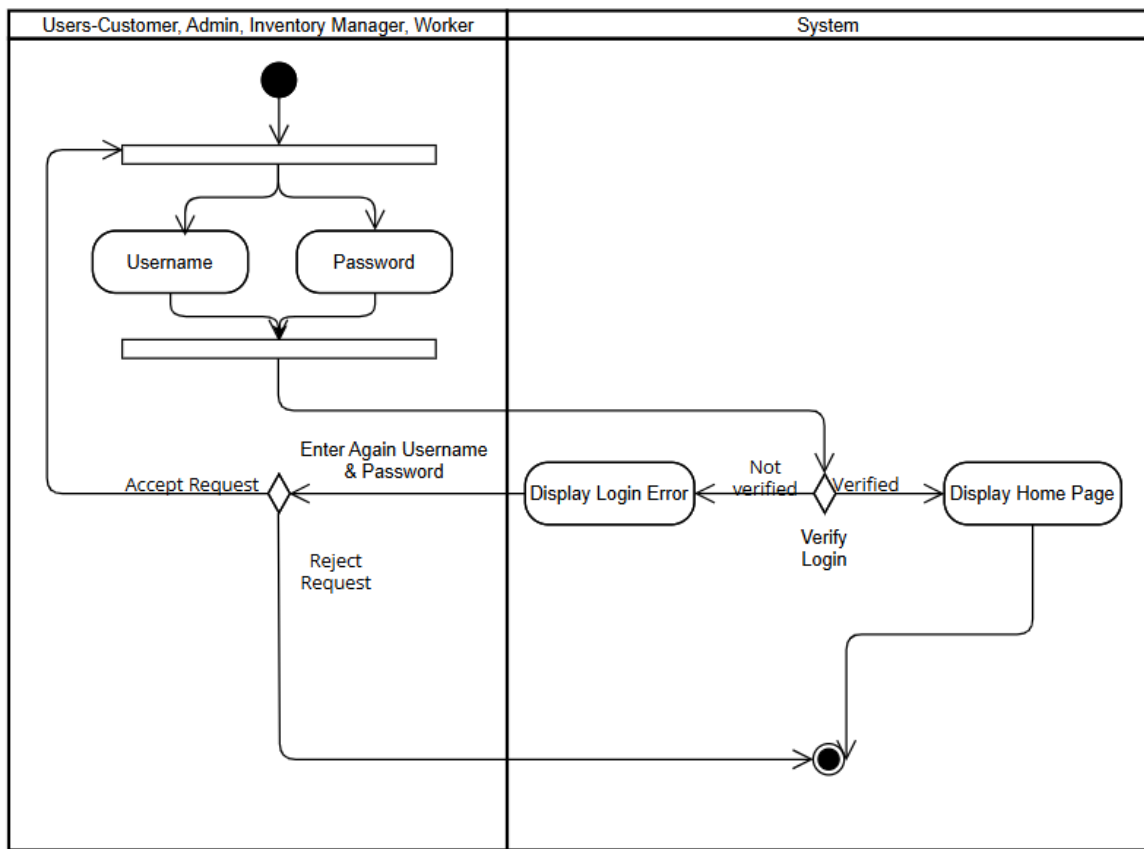 Users-Customer, Admin, Inventory Manager, Worker
System
Username
Password
Enter Again Username
& Password
Accept Request
Display Login Error
Not
verified
Verified
Display Home Page
Verify
Login
Reject
Request